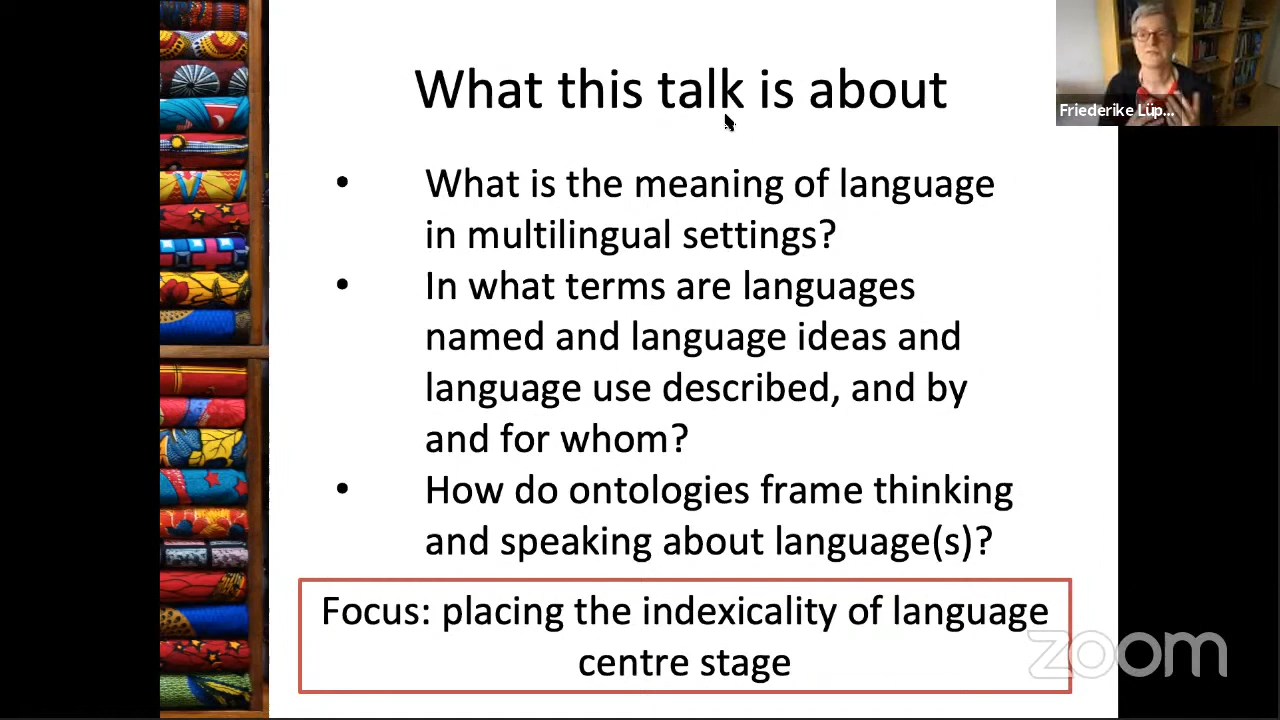 What this talk is about
Friederike Lüp...
• What is the meaning of language
in multilingual settings?
• In what terms are languages
named and language ideas and
language use described, and by
and for whom?
• How do ontologies frame thinking
and speaking about language(s)?
Focus: placing the indexicality of language
centre stage
zoom